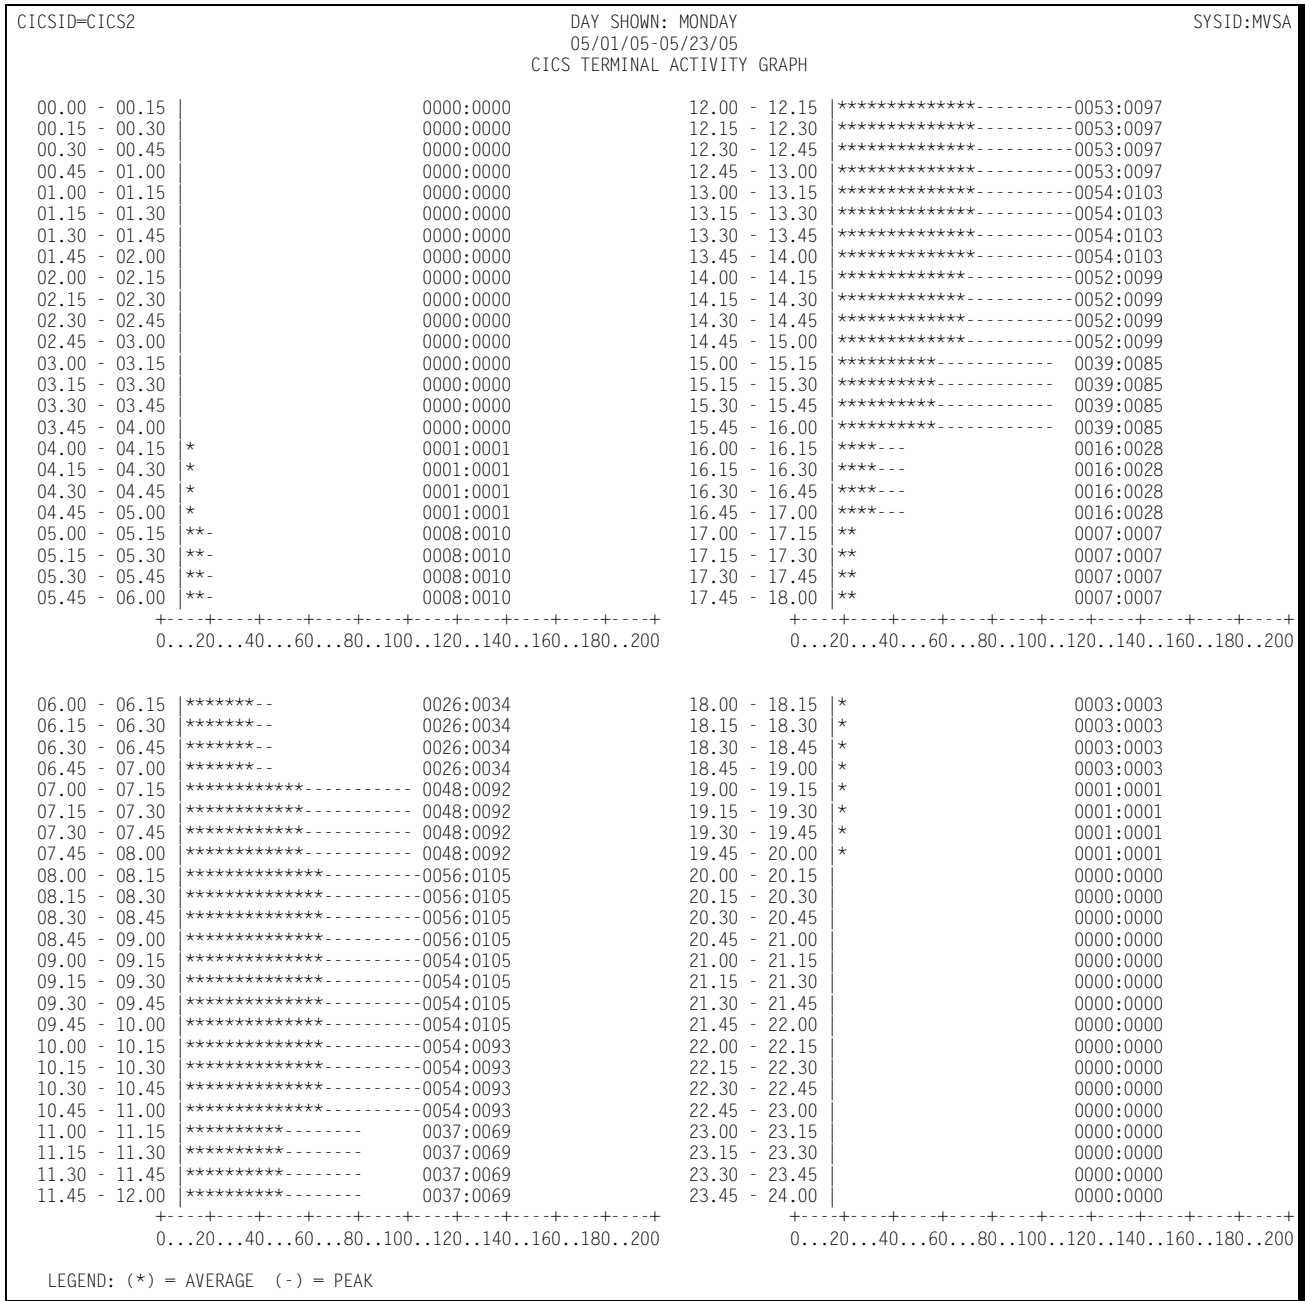 CICSID=CICS2 DAY SHOWN: MONDAY SYSID:MVSA
05/01/05-05/23/05
CICS TERMINAL ACTIVITY GRAPH
00.00 - 00.15 | 0000:0000 12.00 - 12.15 |**************----------0053:0097
00.15 - 00.30 | 0000:0000 12.15 - 12.30 |**************----------0053:0097
00.30 - 00.45 | 0000:0000 12.30 - 12.45 |**************----------0053:0097
00.45 - 01.00 | 0000:0000 12.45 - 13.00 |**************----------0053:0097
01.00 - 01.15 | 0000:0000 13.00 - 13.15 |**************----------0054:0103
01.15 - 01.30 | 0000:0000 13.15 - 13.30 |**************----------0054:0103
01.30 - 01.45 | 0000:0000 13.30 - 13.45 |**************----------0054:0103
01.45 - 02.00 | 0000:0000 13.45 - 14.00 |**************----------0054:0103
02.00 - 02.15 | 0000:0000 14.00 - 14.15 |*************-----------0052:0099
02.15 - 02.30 | 0000:0000 14.15 - 14.30 |*************-----------0052:0099
02.30 - 02.45 | 0000:0000 14.30 - 14.45 |*************-----------0052:0099
02.45 - 03.00 | 0000:0000 14.45 - 15.00 |*************-----------0052:0099
03.00 - 03.15 | 0000:0000 15.00 - 15.15 |**********------------ 0039:0085
03.15 - 03.30 | 0000:0000 15.15 - 15.30 |**********------------ 0039:0085
03.30 - 03.45 | 0000:0000 15.30 - 15.45 |**********------------ 0039:0085
03.45 - 04.00 | 0000:0000 15.45 - 16.00 |**********------------ 0039:0085
04.00 - 04.15 |* 0001:0001 16.00 - 16.15 |****--- 0016:0028
04.15 - 04.30 |* 0001:0001 16.15 - 16.30 |****--- 0016:0028
04.30 - 04.45 |* 0001:0001 16.30 - 16.45 |****--- 0016:0028
04.45 - 05.00 |* 0001:0001 16.45 - 17.00 |****--- 0016:0028
05.00 - 05.15 |**- 0008:0010 17.00 - 17.15 |** 0007:0007
05.15 - 05.30 |**- 0008:0010 17.15 - 17.30 |** 0007:0007
05.30 - 05.45 |**- 0008:0010 17.30 - 17.45 |** 0007:0007
05.45 - 06.00 |**- 0008:0010 17.45 - 18.00 |** 0007:0007
+----+----+----+----+----+----+----+----+----+----+ +----+----+----+----+----+----+----+----+----+----+
0...20...40...60...80..100..120..140..160..180..200 0...20...40...60...80..100..120..140..160..180..200
06.00 - 06.15 |*******-- 0026:0034 18.00 - 18.15 |* 0003:0003
06.15 - 06.30 |*******-- 0026:0034 18.15 - 18.30 |* 0003:0003
06.30 - 06.45 |*******-- 0026:0034 18.30 - 18.45 |* 0003:0003
06.45 - 07.00 |*******-- 0026:0034 18.45 - 19.00 |* 0003:0003
07.00 - 07.15 |************----------- 0048:0092 19.00 - 19.15 |* 0001:0001
07.15 - 07.30 |************----------- 0048:0092 19.15 - 19.30 |* 0001:0001
07.30 - 07.45 |************----------- 0048:0092 19.30 - 19.45 |* 0001:0001
07.45 - 08.00 |************----------- 0048:0092 19.45 - 20.00 |* 0001:0001
08.00 - 08.15 |**************----------0056:0105 20.00 - 20.15 | 0000:0000
08.15 - 08.30 |**************----------0056:0105 20.15 - 20.30 | 0000:0000
08.30 - 08.45 |**************----------0056:0105 20.30 - 20.45 | 0000:0000
08.45 - 09.00 |**************----------0056:0105 20.45 - 21.00 | 0000:0000
09.00 - 09.15 |**************----------0054:0105 21.00 - 21.15 | 0000:0000
09.15 - 09.30 |**************----------0054:0105 21.15 - 21.30 | 0000:0000
09.30 - 09.45 |**************----------0054:0105 21.30 - 21.45 | 0000:0000
09.45 - 10.00 |**************----------0054:0105 21.45 - 22.00 | 0000:0000
10.00 - 10.15 |**************----------0054:0093 22.00 - 22.15 | 0000:0000
10.15 - 10.30 |**************----------0054:0093 22.15 - 22.30 | 0000:0000
10.30 - 10.45 |**************----------0054:0093 22.30 - 22.45 | 0000:0000
10.45 - 11.00 |**************----------0054:0093 22.45 - 23.00 | 0000:0000
11.00 - 11.15 |**********-------- 0037:0069 23.00 - 23.15 | 0000:0000
11.15 - 11.30 |**********-------- 0037:0069 23.15 - 23.30 | 0000:0000
11.30 - 11.45 |**********-------- 0037:0069 23.30 - 23.45 | 0000:0000
11.45 - 12.00 |**********-------- 0037:0069 23.45 - 24.00 | 0000:0000
+----+----+----+----+----+----+----+----+----+----+ +----+----+----+----+----+----+----+----+----+----+
0...20...40...60...80..100..120..140..160..180..200 0...20...40...60...80..100..120..140..160..180..200
LEGEND: (*) = AVERAGE (-) = PEAK